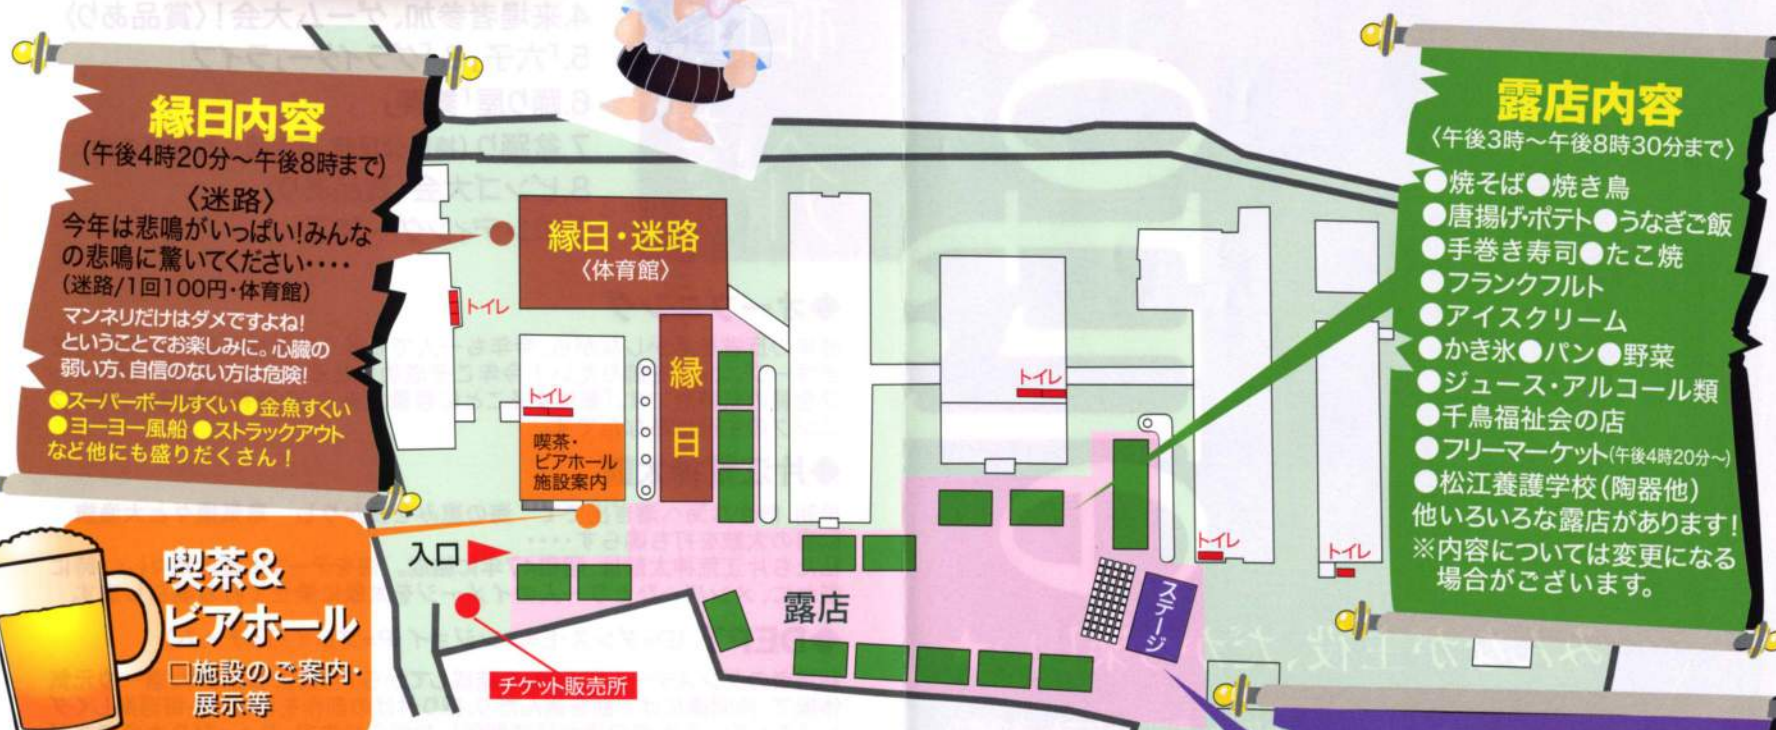 縁日内容
(午後4時20分～午後8時まで)
〈迷路〉
今年は悲鳴がいっぱい!みんな
の悲鳴に驚いてください････
(迷路/1回100円･体育館)
マンネリだけはダメですよね!
ということでお楽しみに。心臓の
弱い方、自信のない方は危険!
●スーパーボールすくい●金魚すくい
●ヨーヨー風船●ストラックアウト
など他にも盛りだくさん!
喫茶&
ビアホール
□施設のご案内･
展示等
縁日・迷路
〈体育館〉
トイレ
縁日
トイレ
喫茶・
ビアホール
施設案内
入口
チケット販売所
露店
トイレ
トイレ
トイレ
ステージ
露店内容
〈午後3時～午後8時30分まで〉
●焼そば●焼き鳥
●唐揚げ･ポテト●うなぎご飯
●手巻き寿司●たこ焼
●フランクフルト
●アイスクリーム
●かき氷●パン●野菜
●ジュース・アルコール類
●千鳥福祉会の店
●フリーマーケット(午後4時20分～)
●松江養護学校(陶器他)
他いろいろな露店があります!
※内容については変更になる
場合がございます。